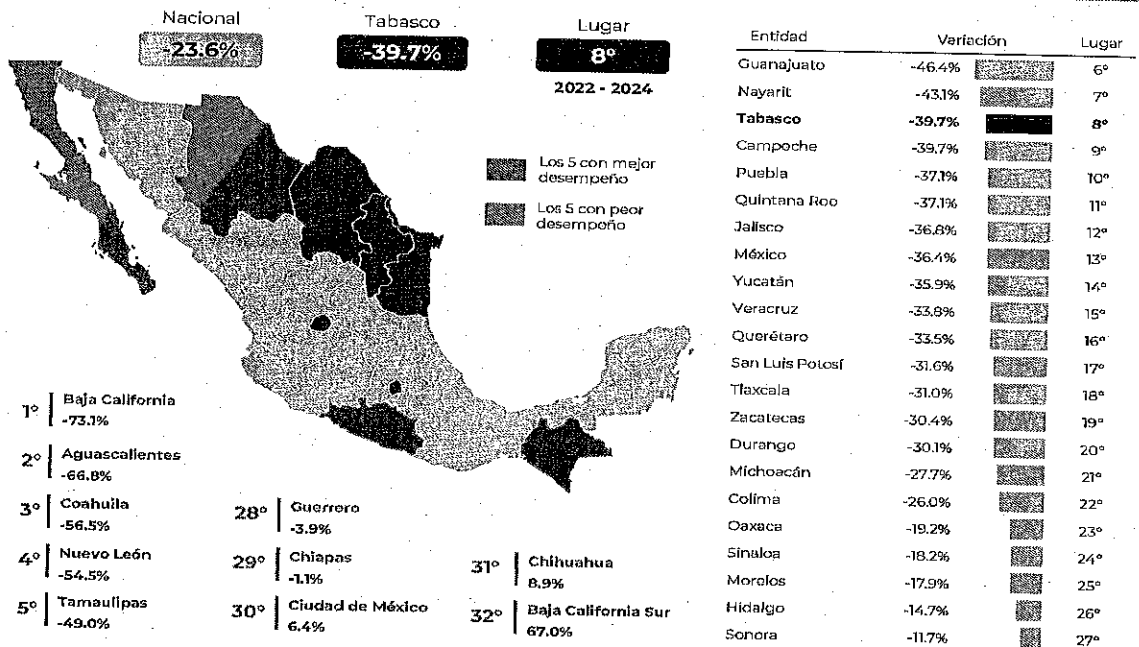 Nacional
-23.6%
Tabasco
-39.7%
Lugar
8°
2022 - 2024
Los 5 con mejor
desempeño
Los 5 con peor
desempeño
1° Baja California
-73.1%
2° Aguascalientes
-66.8%
3° Coahuila
-56.5%
4° Nuevo León
-54.5%
5° Tamaulipas
-49.0%
28° Guerrero
-3.9%
29° Chiapas
-1.1%
30° Ciudad de México
6.4%
31° Chihuahua
8.9%
32° Baja California Sur
67.0%
Entidad Variación Lugar
Guanajuato -46.4% 6°
Nayarit -43.1% 7°
Tabasco -39.7% 8°
Campoche -39.7% 9°
Puebla -37.1% 10°
Quintana Roo -37.1% 11°
Jalisco -36.8% 12°
México -36.4% 13°
Yucatán -35.9% 14°
Veracruz -33.8% 15°
Querétaro -33.5% 16°
San Luis Potosí -31.6% 17°
Tlaxcala -31.0% 18°
Zacatecas -30.4% 19°
Durango -30.1% 20°
Michoacán -27.7% 21°
Colima -26.0% 22°
Oaxaca -19.2% 23°
Sinaloa -18.2% 24°
Morelos -17.9% 25°
Hidalgo -14.7% 26°
Sonora -11.7% 27°